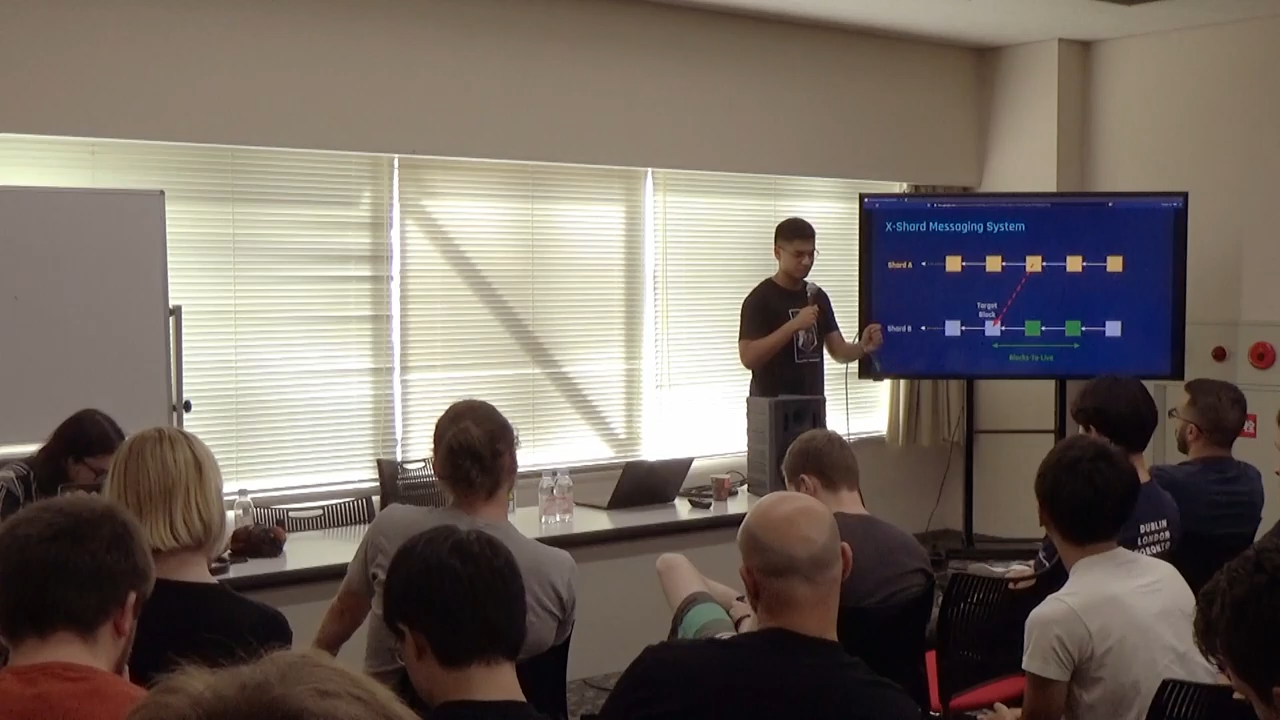 X-Shard Messaging System
Shard A
Target
Block
Shard B
Blocks To Live
DUBLIN
LONDON
TORONTO